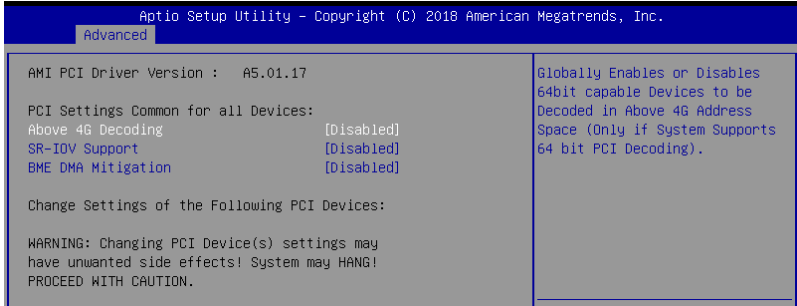 Aptio Setup Utility – Copyright (C) 2018 American Megatrends, Inc.
Advanced
AMI PCI Driver Version :   A5.01.17
PCI Settings Common for all Devices:
Above 4G Decoding [Disabled]
SR-IOV Support [Disabled]
BME DMA Mitigation [Disabled]
Change Settings of the Following PCI Devices:
WARNING: Changing PCI Device(s) settings may
have unwanted side effects! System may HANG!
PROCEED WITH CAUTION.
Globally Enables or Disables
64bit capable Devices to be
Decoded in Above 4G Address
Space (Only if System Supports
64 bit PCI Decoding).